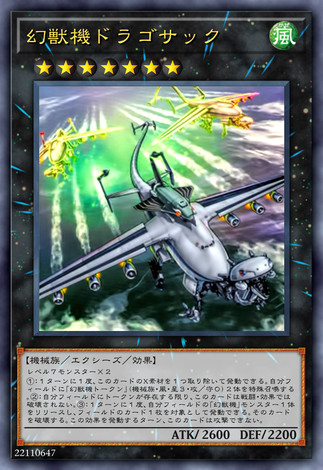 幻獣機ドラゴサック
風
【機械族／エクシーズ／効果】
レベル7モンスター×2
①：1ターンに1度、このカードのX素材を1つ取り除いて発動できる。自分フィールドに「幻獣機トークン」(機械族・風・星3・攻/守0)2体を特殊召喚する。②：自分フィールドにトークンが存在する限り、このカードは戦闘・効果では破壊されない。③：1ターンに1度、自分フィールドの「幻獣機」モンスター1体をリリースし、フィールドのカード1枚を対象として発動できる。そのカードを破壊する。この効果を発動するターン、このカードは攻撃できない。
ATK/2600 DEF/2200
22110647